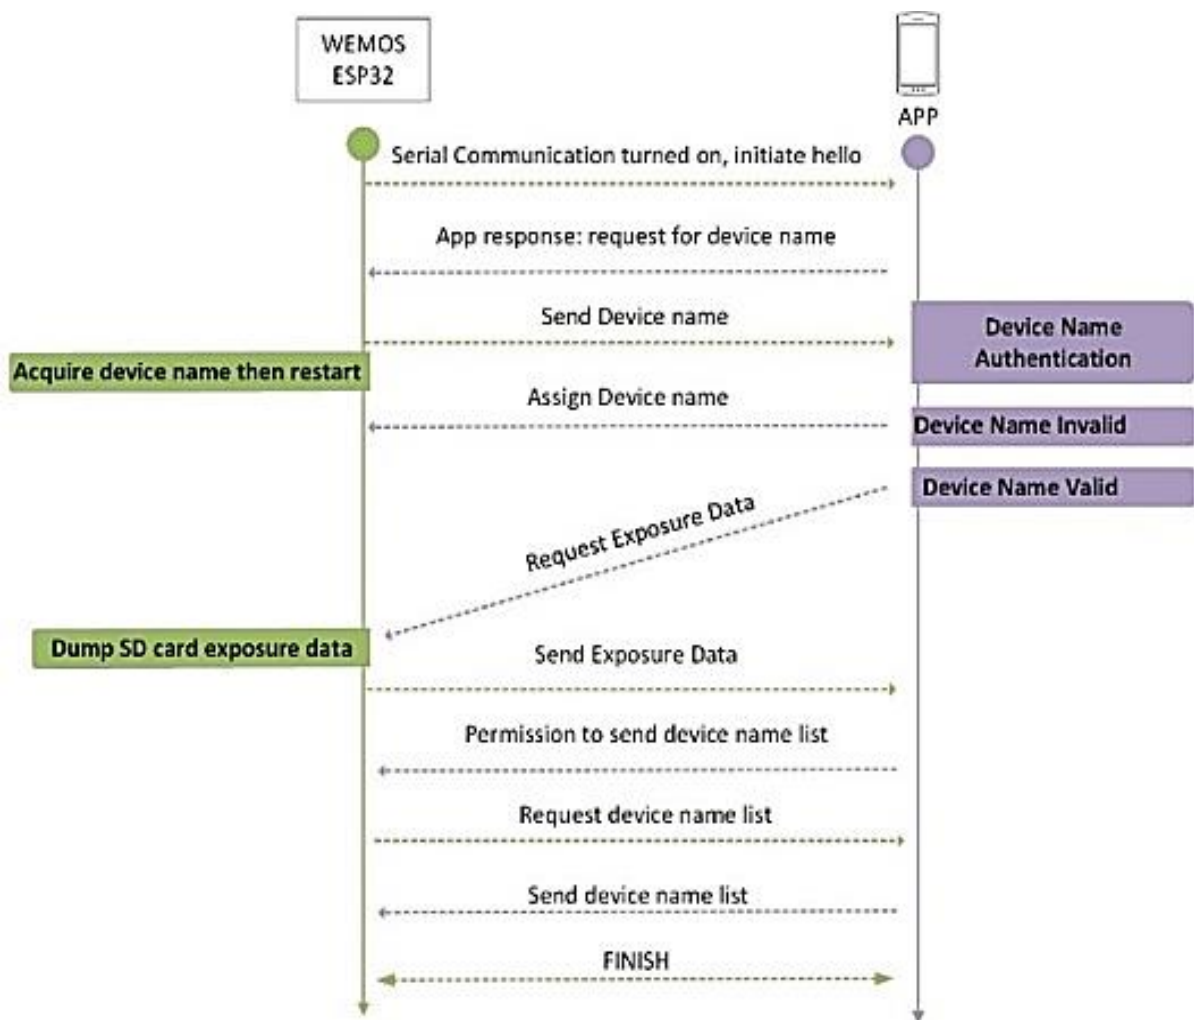 WEMOS
ESP32
APP
Serial Communication turned on, initiate hello
App response: request for device name
Send Device name
Device Name
Authentication
Acquire device name then restart
Assign Device name
Device Name Invalid
Device Name Valid
Request Exposure Data
Dump SD card exposure data
Send Exposure Data
Permission to send device name list
Request device name list
Send device name list
FINISH